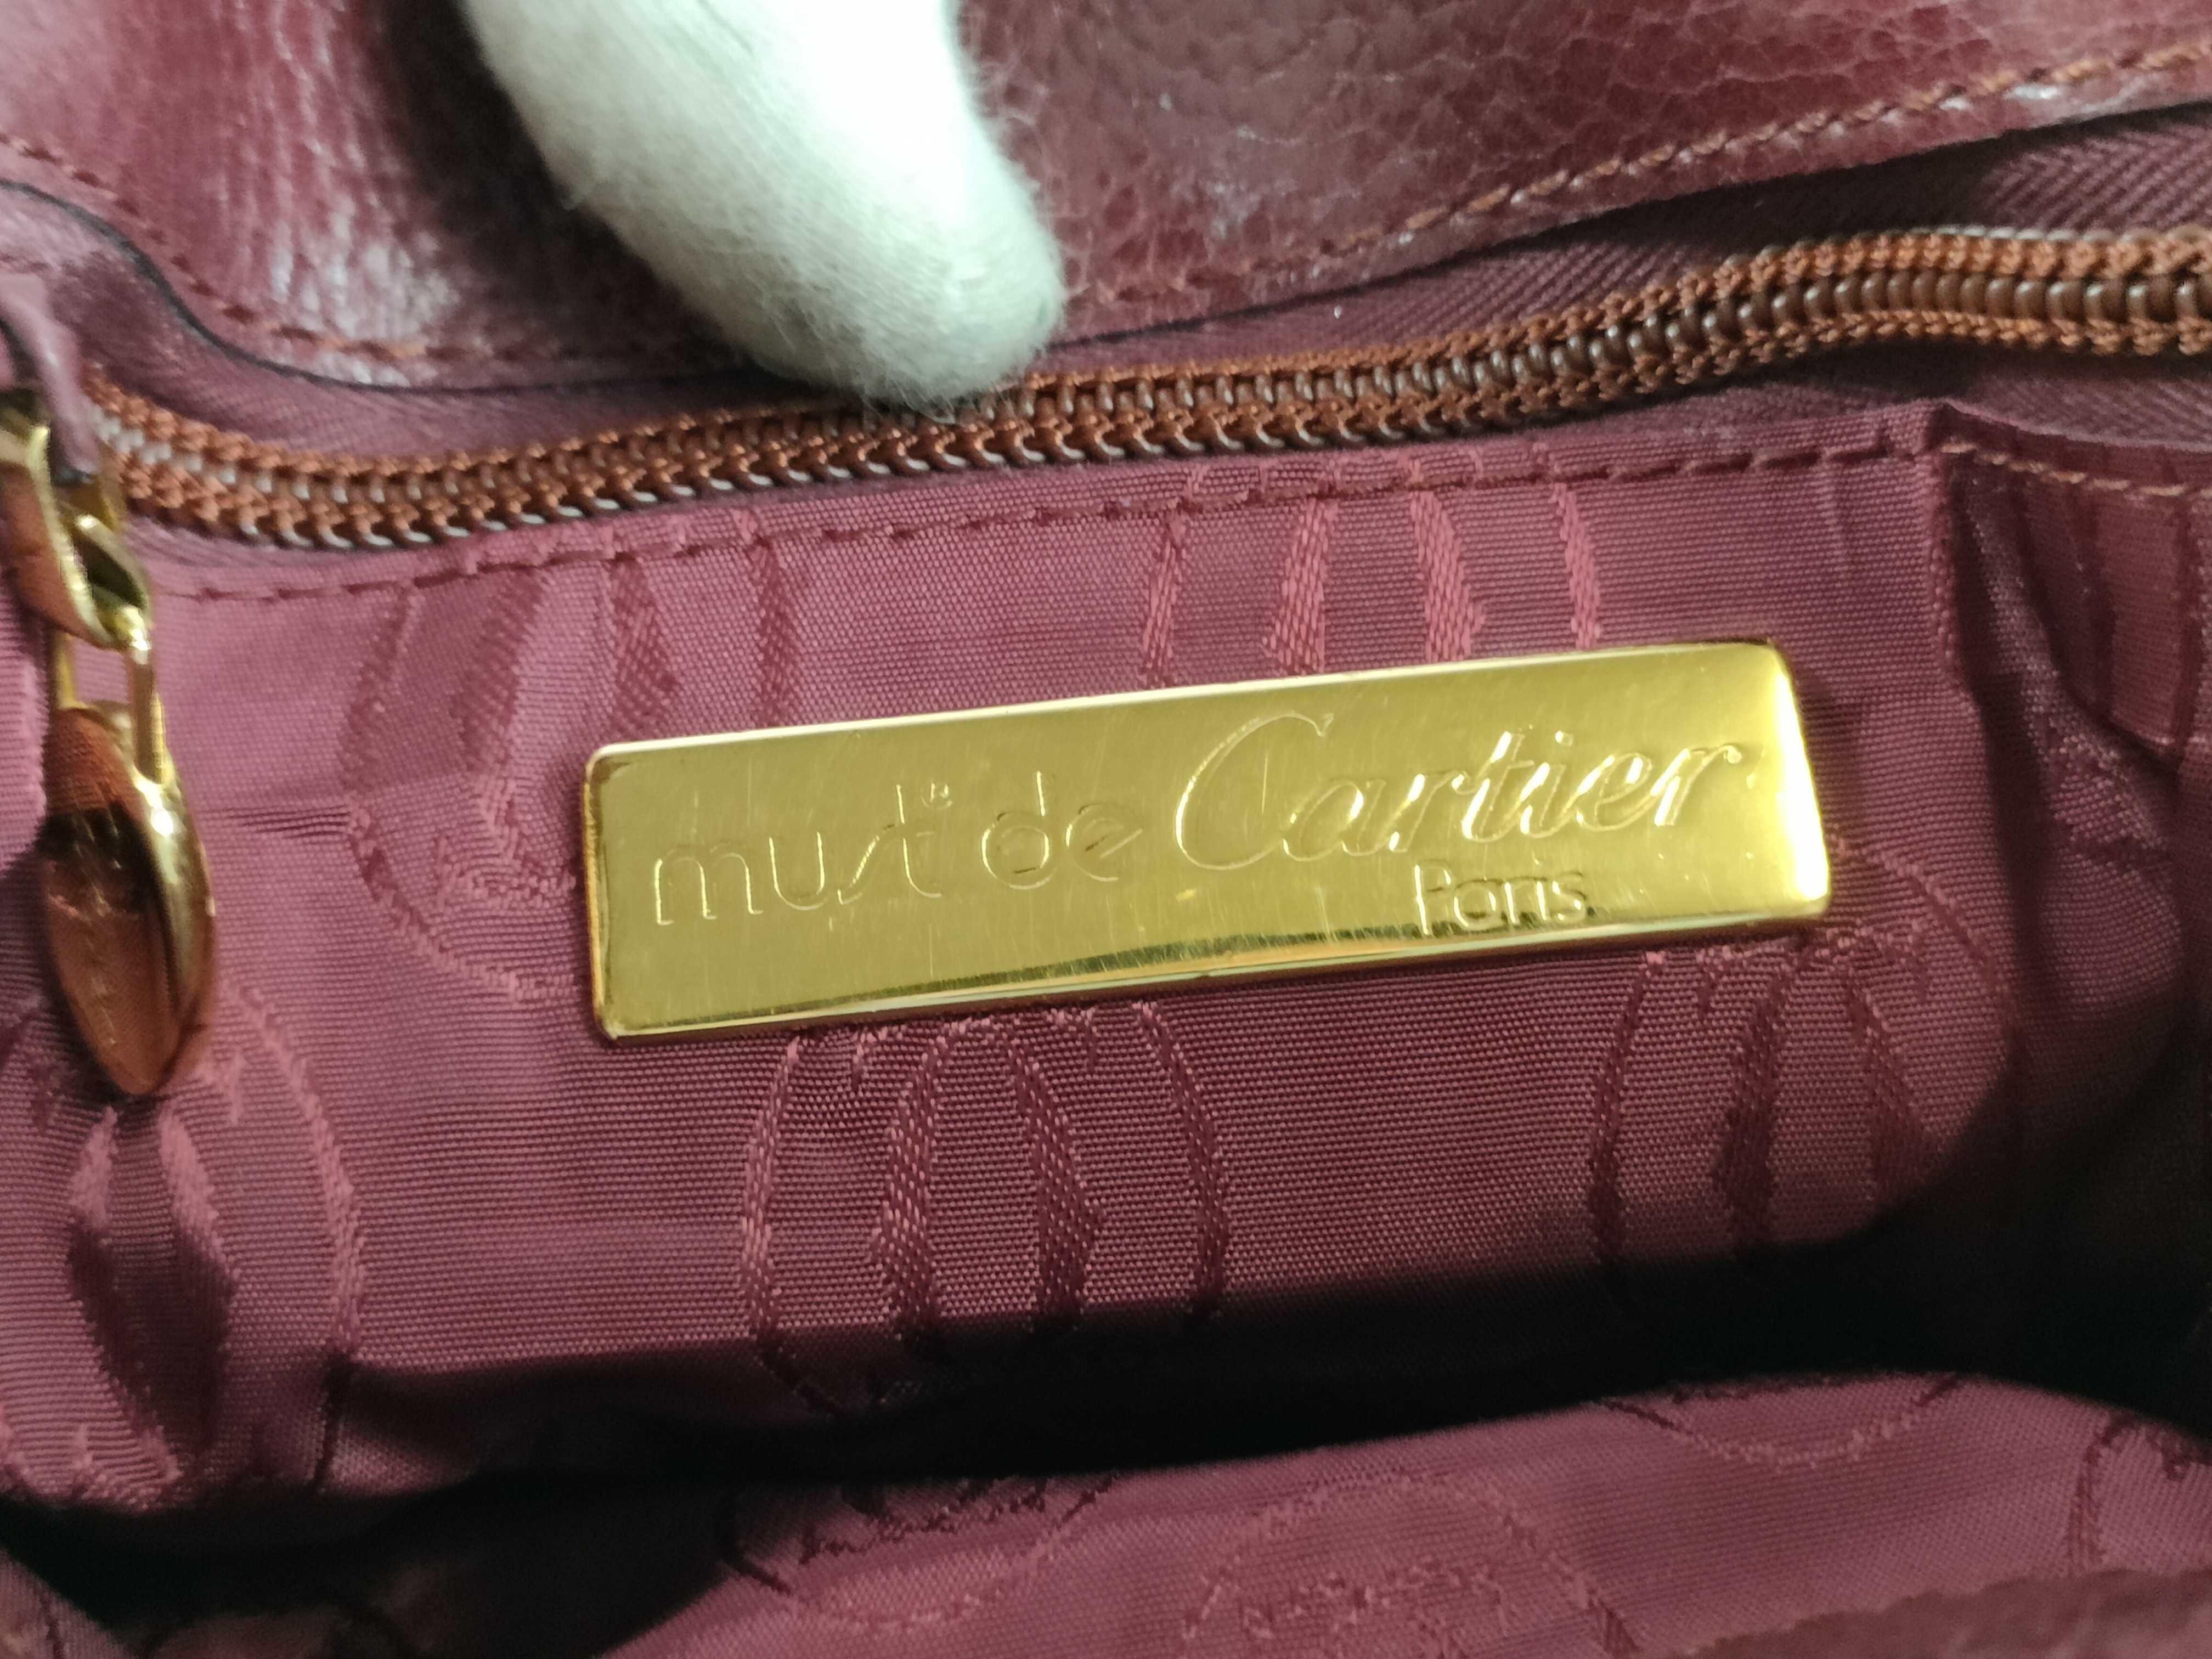 must® de Cartier
Paris